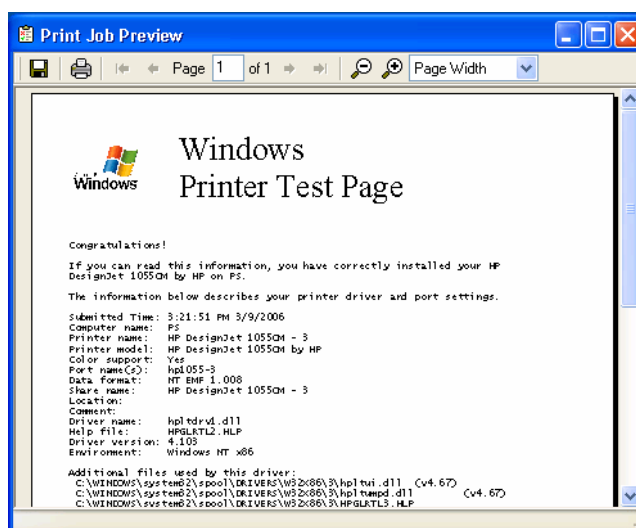 Print Job Preview
Page 1 of 1 Page Width
Windows
Windows
Printer Test Page
Congratulations!
If you can read this information, you have correctly installed your HP
DesignJet 1055CM by HP on PS.
The information below describes your printer driver and port settings.
Submitted Time: 3:21:51 PM 3/9/2006
Computer name: PS
Printer name: HP DesignJet 1055CM - 3
Printer model: HP DesignJet 1055CM by HP
Color support: Yes
Port name(s): hp1055-3
Data format: NT EMF 1.008
Share name: HP DesignJet 1055CM - 3
Location:
Comment:
Driver name: hpltdrv1.dll
Help file: HPGLRTL2.HLP
Driver version: 4.103
Environment: Windows NT x86
Additional files used by this driver:
C:\WINDOWS\system32\spool\DRIVERS\W32X86\3\hpltui.dll (v4.67)
C:\WINDOWS\system32\spool\DRIVERS\W32X86\3\hpltumpd.dll (v4.67)
C:\WINDOWS\system32\spool\DRIVERS\W32X86\3\HPGLRTL3.HLP